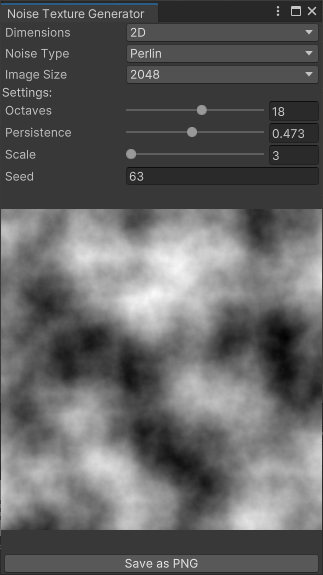 Noise Texture Generator
Dimensions 2D
Noise Type Perlin
Image Size 2048
Settings:
Octaves 18
Persistence 0.473
Scale 3
Seed 63
Save as PNG